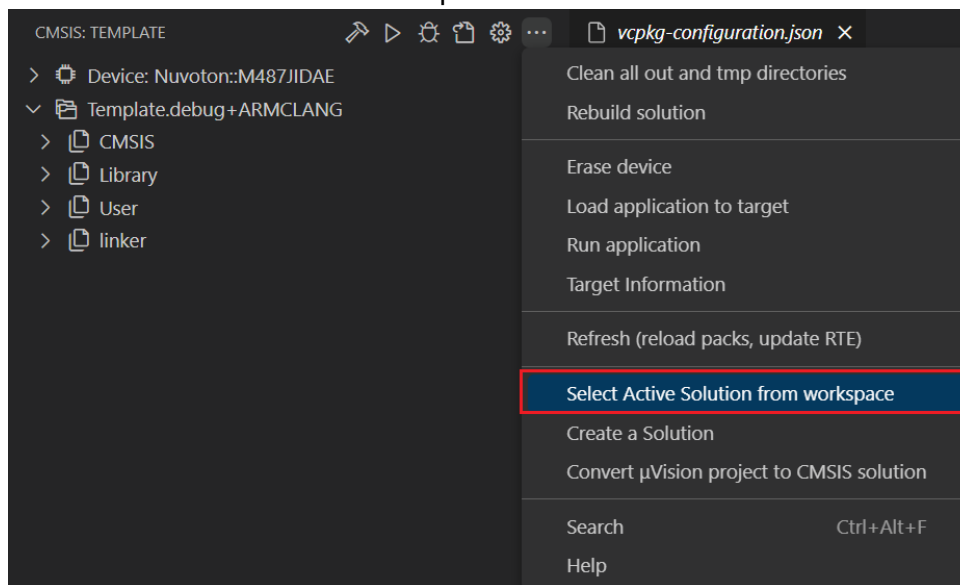 CMSIS: TEMPLATE
vcpkg-configuration.json
Device: Nuvoton::M487JIDAE
Template.debug+ARMCLANG
CMSIS
Library
User
linker
Clean all out and tmp directories
Rebuild solution
Erase device
Load application to target
Run application
Target Information
Refresh (reload packs, update RTE)
Select Active Solution from workspace
Create a Solution
Convert µVision project to CMSIS solution
Search Ctrl+Alt+F
Help